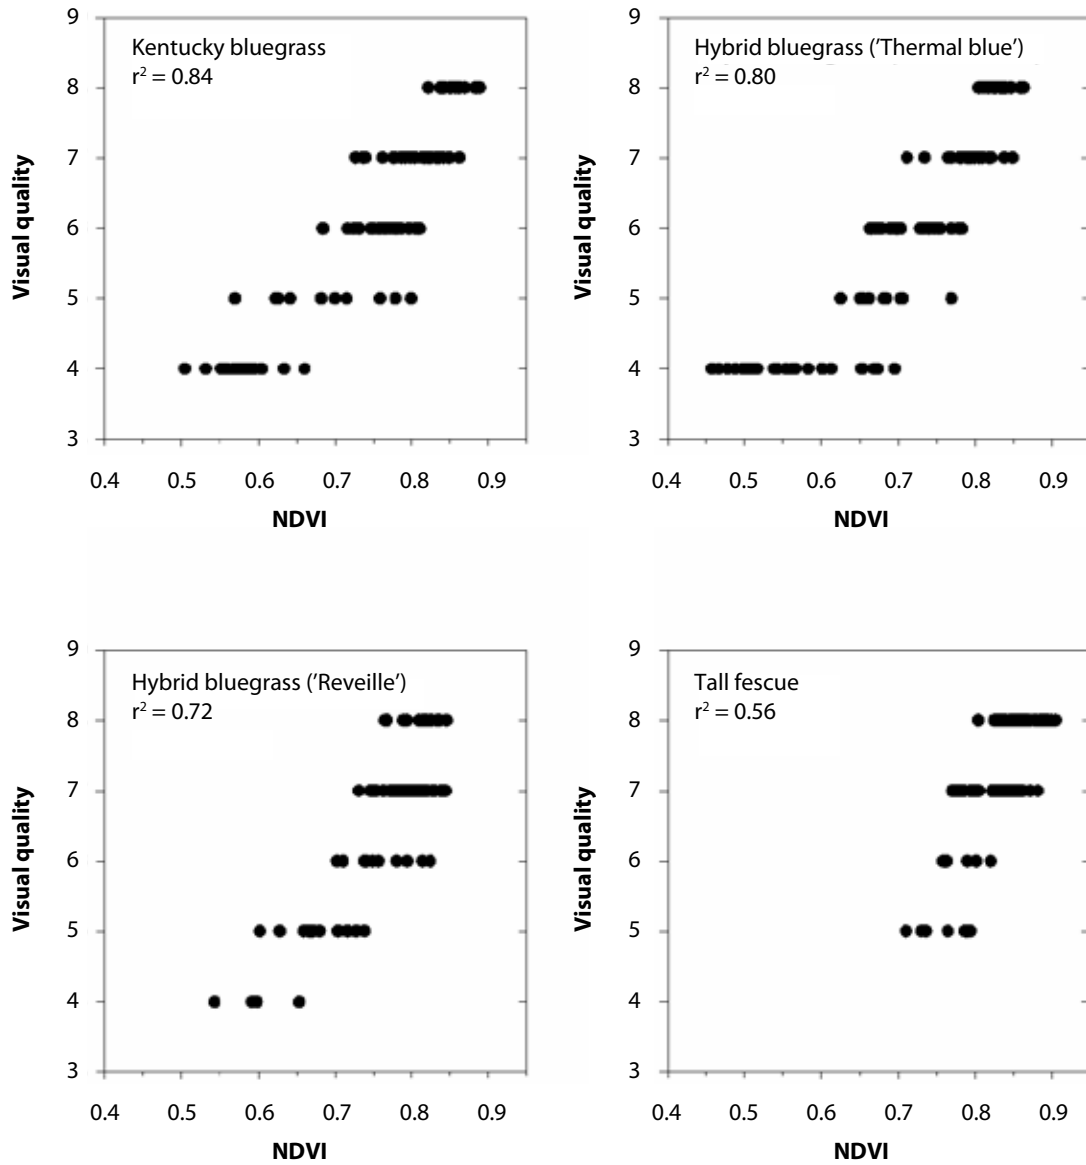 9
Kentucky bluegrass
r² = 0.84
8
7
6
5
4
3
Visual quality
0.4 0.5 0.6 0.7 0.8 0.9
NDVI
9
Hybrid bluegrass ('Thermal blue')
r² = 0.80
8
7
6
5
4
3
Visual quality
0.4 0.5 0.6 0.7 0.8 0.9
NDVI
9
Hybrid bluegrass ('Reveille')
r² = 0.72
8
7
6
5
4
3
Visual quality
0.4 0.5 0.6 0.7 0.8 0.9
NDVI
9
Tall fescue
r² = 0.56
8
7
6
5
4
3
Visual quality
0.4 0.5 0.6 0.7 0.8 0.9
NDVI